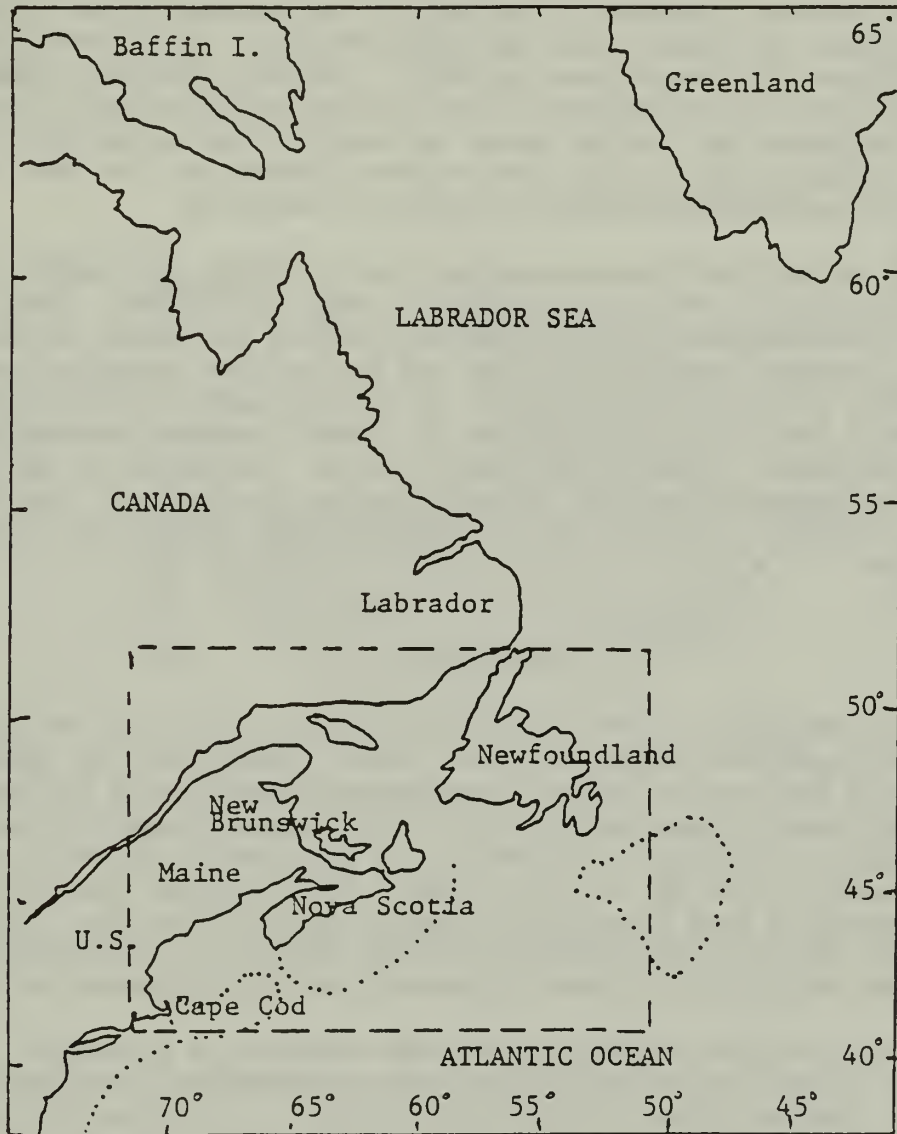 65°
Baffin I.
Greenland
60°
LABRADOR SEA
CANADA
55°
Labrador
50°
Newfoundland
New
Brunswick
Maine
45°
Nova Scotia
U.S.
Cape Cod
ATLANTIC OCEAN
40°
70° 65° 60° 55° 50° 45°